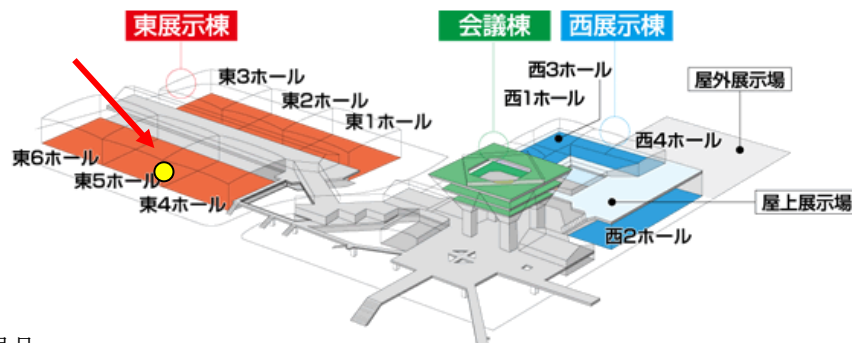 東展示棟
会議棟
西展示棟
東3ホール
東2ホール
東1ホール
東6ホール
東5ホール
東4ホール
西3ホール
西1ホール
西4ホール
西2ホール
屋外展示場
屋上展示場